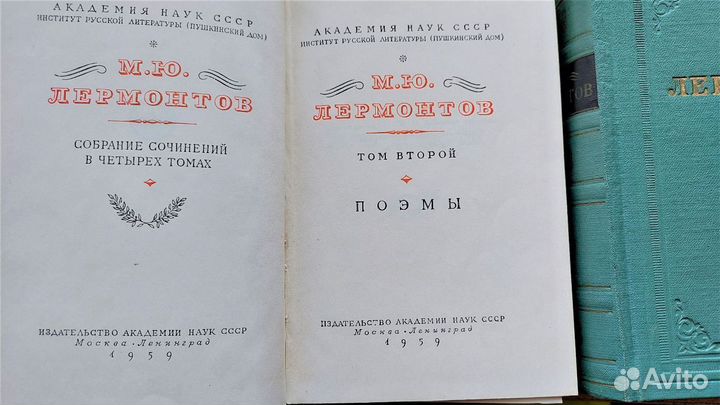 АКАДЕМИЯ НАУК СССР
ИНСТИТУТ РУССКОЙ ЛИТЕРАТУРЫ (ПУШКИНСКИЙ ДОМ)
М.Ю.
ЛЕРМОНТОВ
СОБРАНИЕ СОЧИНЕНИЙ
В ЧЕТЫРЕХ ТОМАХ
ИЗДАТЕЛЬСТВО АКАДЕМИИ НАУК СССР
Москва · Ленинград
1959
АКАДЕМИЯ НАУК СССР
ИНСТИТУТ РУССКОЙ ЛИТЕРАТУРЫ (ПУШКИНСКИЙ ДОМ)
М.Ю.
ЛЕРМОНТОВ
ТОМ ВТОРОЙ
ПОЭМЫ
ИЗДАТЕЛЬСТВО АКАДЕМИИ НАУК СССР
Москва · Ленинград
1959
ТОВ
ЛЕР
Avito